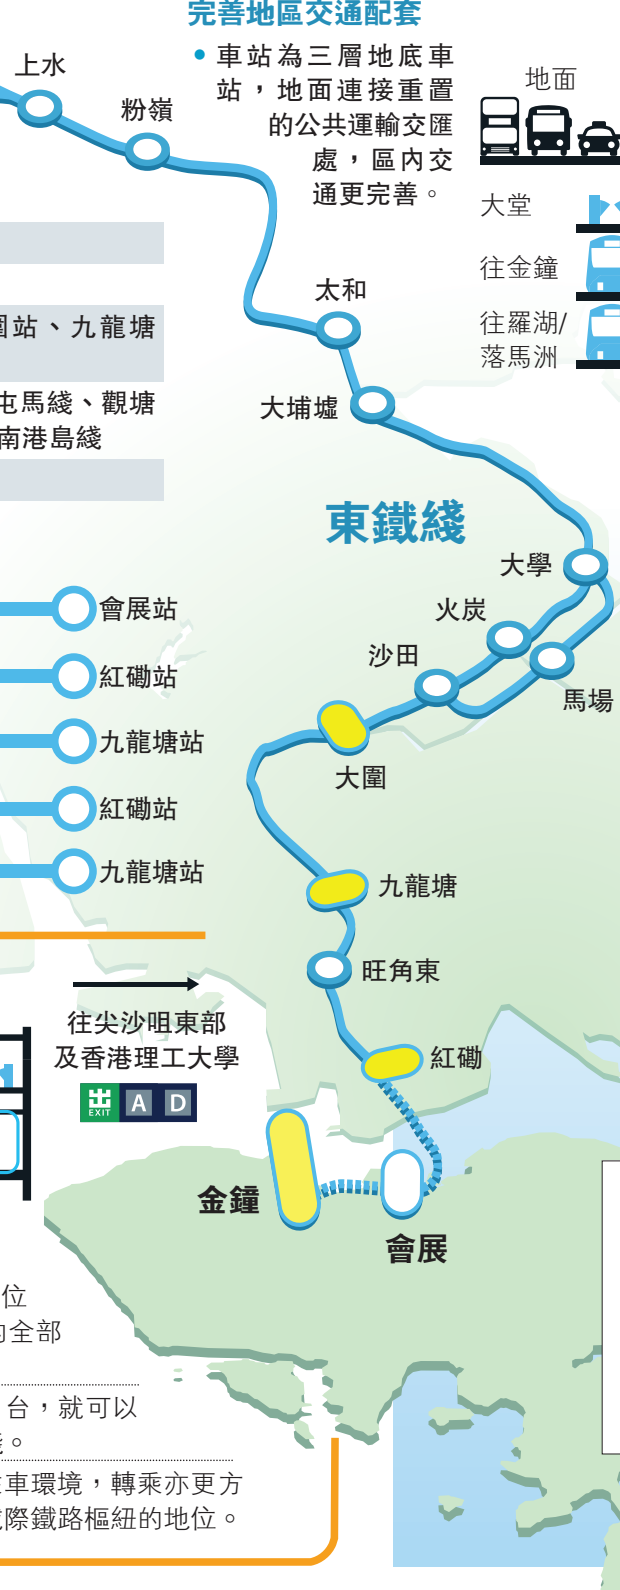 完善地區交通配套
• 車站為三層地底車
站，地面連接重置
的公共運輸交匯
處，區內交
通更完善。
地面
大堂
往金鐘
往羅湖/
落馬洲
上水
粉嶺
太和
大埔墟
東鐵綫
大學
火炭
沙田
馬場
大圍
九龍塘
旺角東
紅磡
金鐘
會展
圍站、九龍塘
屯馬綫、觀塘
南港島綫
會展站
紅磡站
九龍塘站
紅磡站
九龍塘站
往尖沙咀東部
及香港理工大學
出 EXIT A D
位
的全部
台，就可以
。
車環境，轉乘亦更方
際鐵路樞紐的地位。